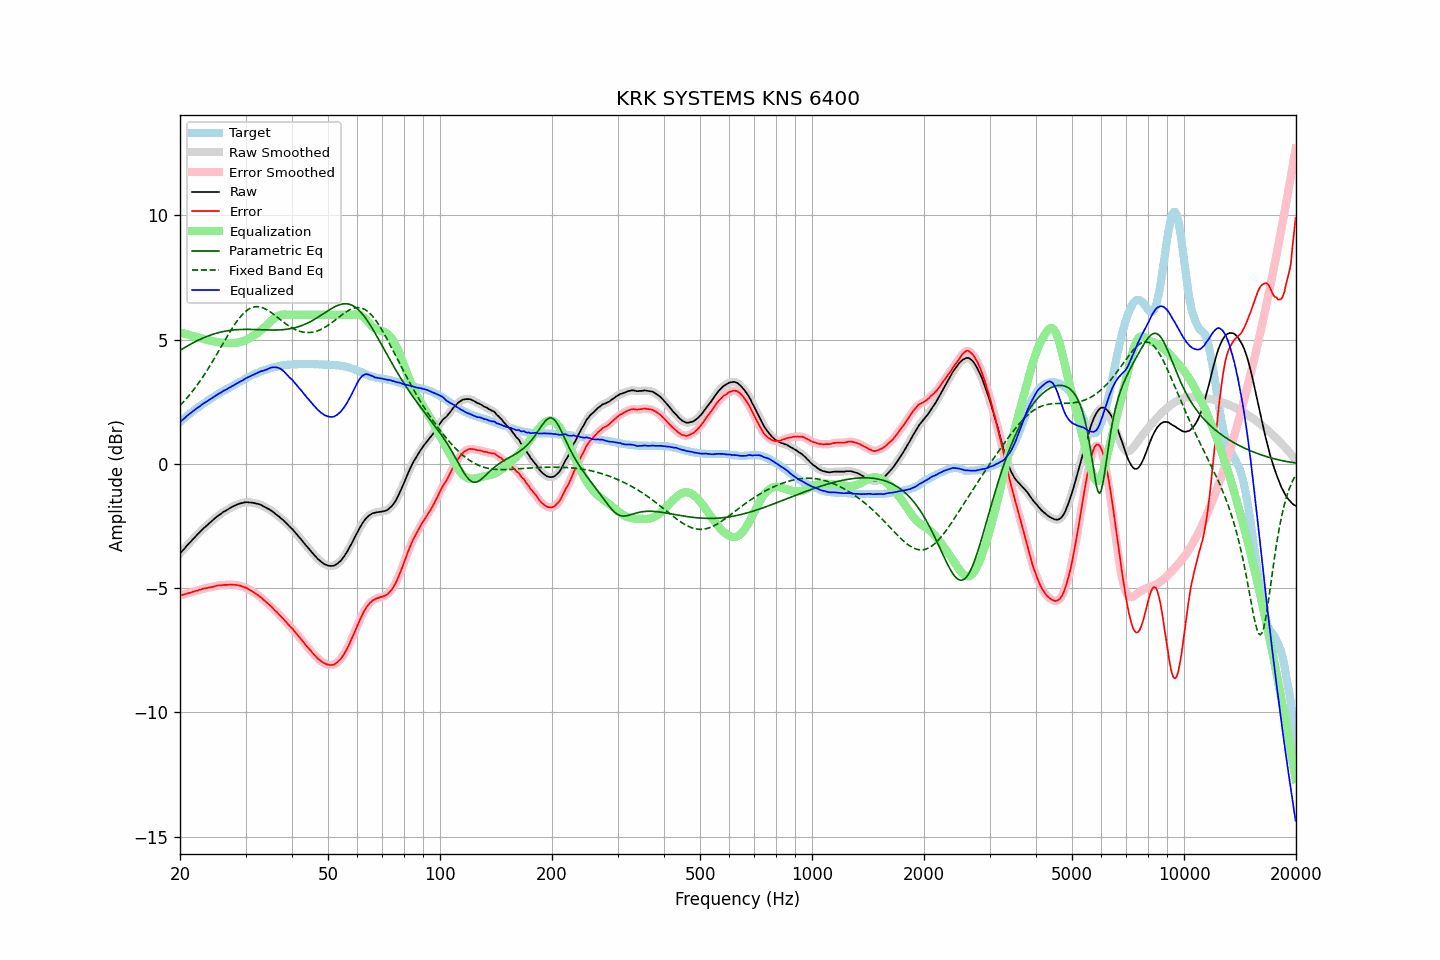 KRK SYSTEMS KNS 6400
Target
Raw Smoothed
Error Smoothed
Raw
Error
Equalization
Parametric Eq
Fixed Band Eq
Equalized
10
5
0
−5
−10
−15
Amplitude (dBr)
20 50 100 200 500 1000 2000 5000 10000 20000
Frequency (Hz)